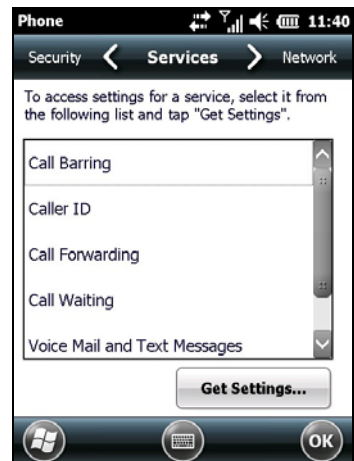 Phone 11:40
Security Services Network
To access settings for a service, select it from
the following list and tap "Get Settings".
Call Barring
Caller ID
Call Forwarding
Call Waiting
Voice Mail and Text Messages
Get Settings...
OK